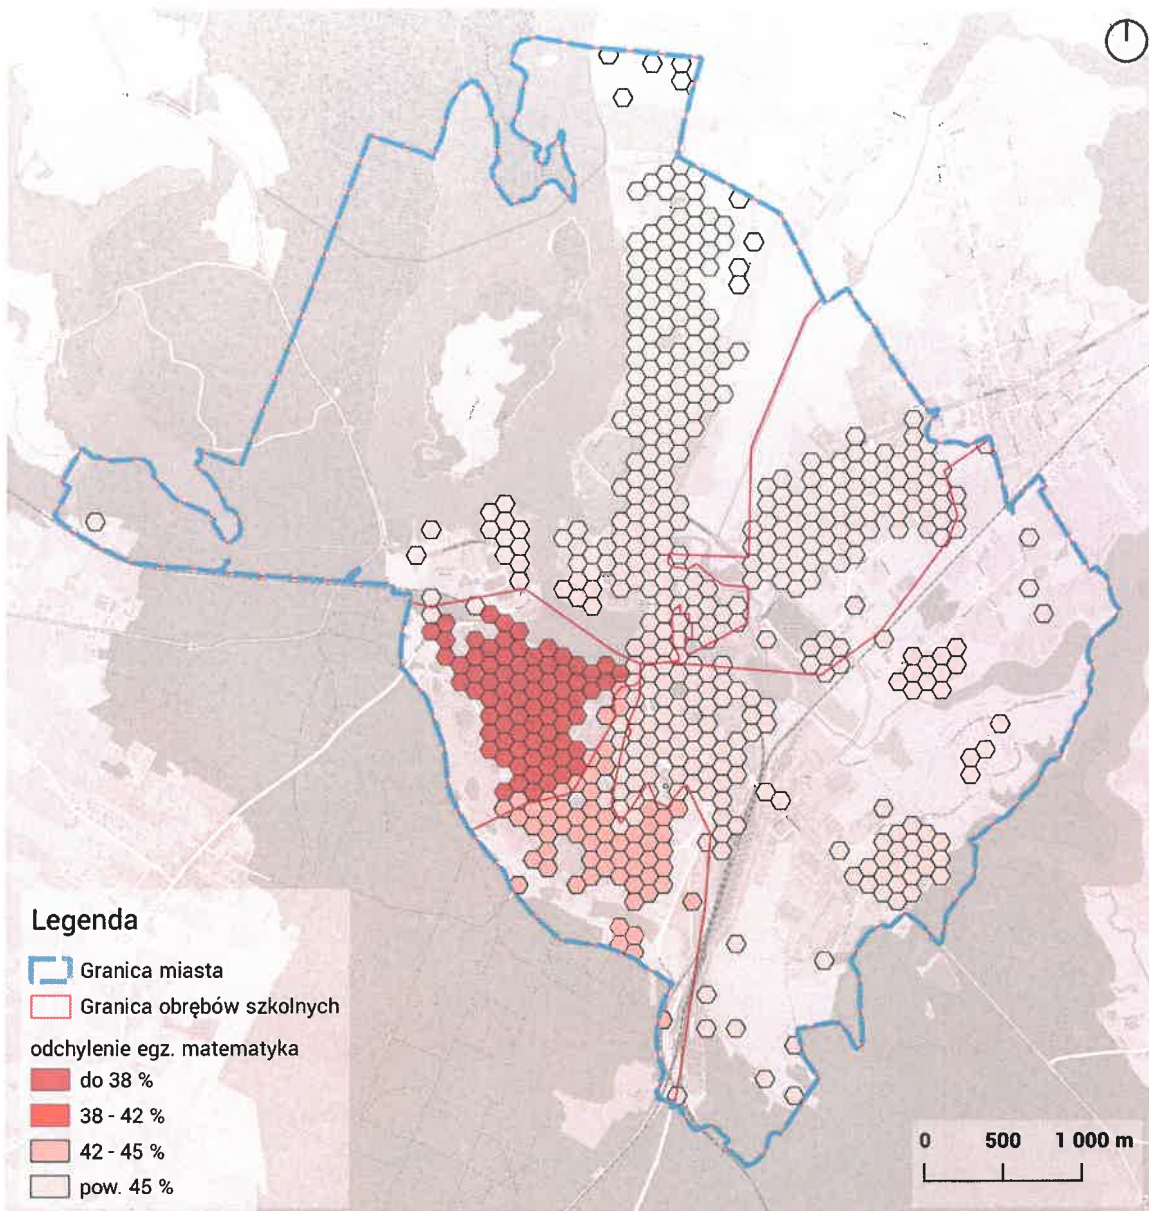 Legenda
Granica miasta
Granica obrębów szkolnych
odchylenie egz. matematyka
do 38 %
38 - 42 %
42 - 45 %
pow. 45 %
0 500 1 000 m